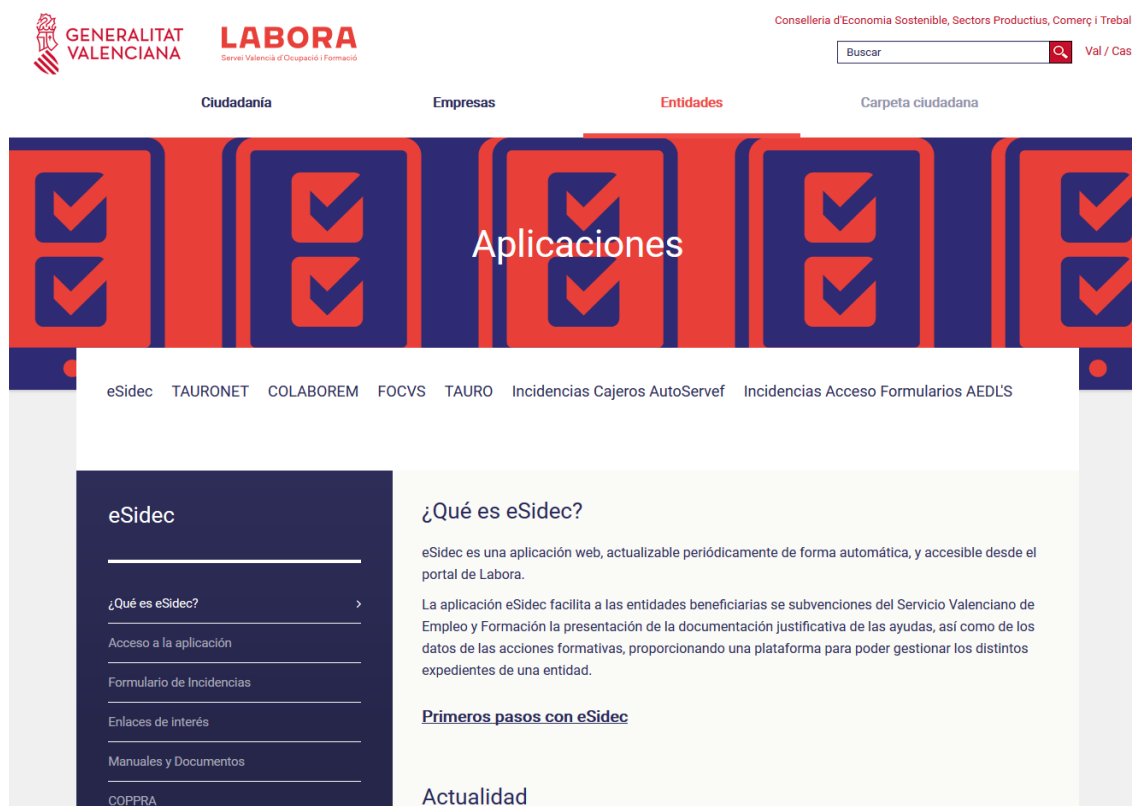 Conselleria d'Economia Sostenible, Sectors Productius, Comerç i Trebal
GENERALITAT
VALENCIANA
LABORA
Servei Valencià d'Ocupació i Formació
Buscar
Val / Cas
Ciudadanía
Empresas
Entidades
Carpeta ciudadana
Aplicaciones
eSidec TAURONET COLABOREM FOCVS TAURO Incidencias Cajeros AutoServef Incidencias Acceso Formularios AEDL'S
eSidec
¿Qué es eSidec?
Acceso a la aplicación
Formulario de Incidencias
Enlaces de interés
Manuales y Documentos
COPPRA
¿Qué es eSidec?
eSidec es una aplicación web, actualizable periódicamente de forma automática, y accesible desde el
portal de Labora.
La aplicación eSidec facilita a las entidades beneficiarias se subvenciones del Servicio Valenciano de
Empleo y Formación la presentación de la documentación justificativa de las ayudas, así como de los
datos de las acciones formativas, proporcionando una plataforma para poder gestionar los distintos
expedientes de una entidad.
Primeros pasos con eSidec
Actualidad